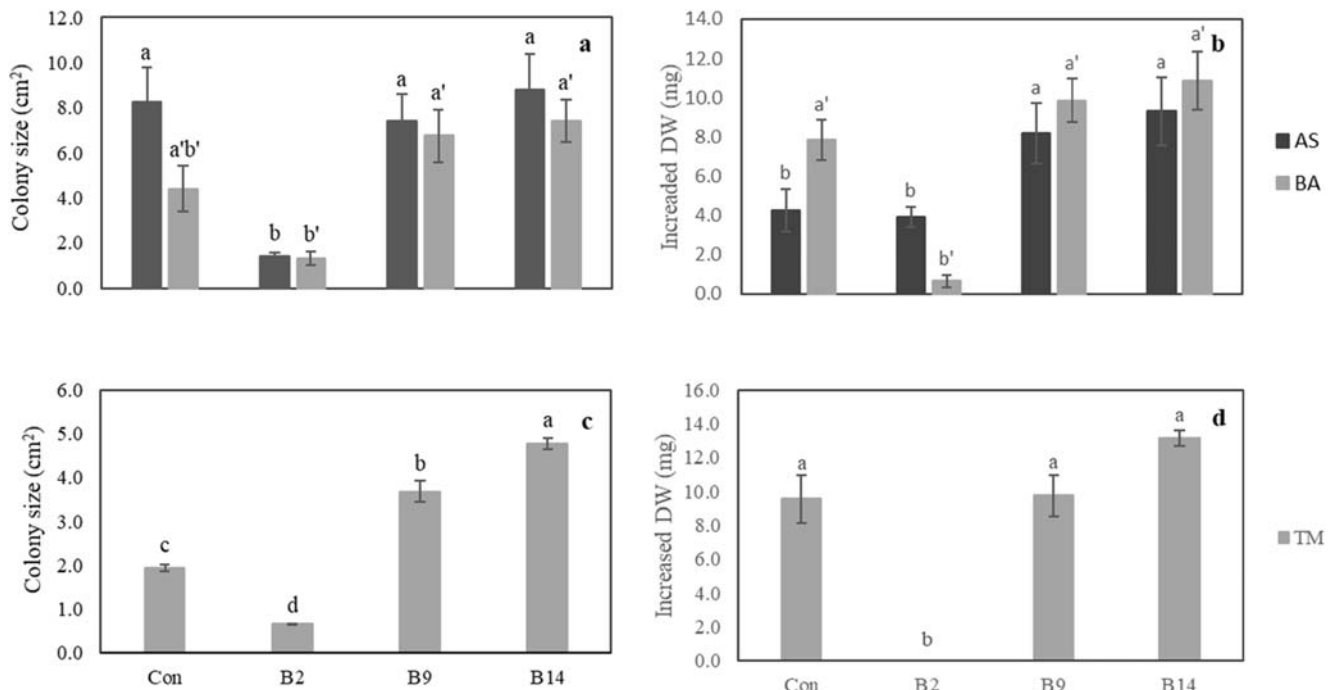 12.0
10.0
8.0
6.0
4.0
2.0
0.0
Colony size (cm²)
a
a'b'
b
b'
a
a'
a
a'
a
14.0
12.0
10.0
8.0
6.0
4.0
2.0
0.0
Increaded DW (mg)
b
a'
b
b'
a
a'
a
a'
b
AS
BA
6.0
5.0
4.0
3.0
2.0
1.0
0.0
Colony size (cm²)
c
d
b
a
c
Con B2 B9 B14
16.0
14.0
12.0
10.0
8.0
6.0
4.0
2.0
0.0
Increased DW (mg)
a
b
a
a
d
TM
Con B2 B9 B14